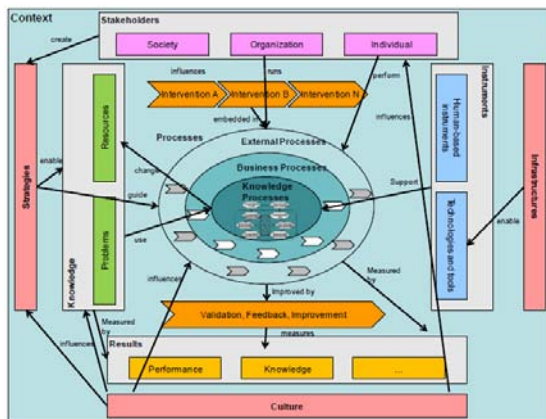 Context
Stakeholders
create
Society
Organization
Individual
influences
runs
perform
Intervention A
Intervention B
Intervention N
embedded in
influences
Instruments
Human-based instruments
Technologies and tools
Infrastructures
enable
Support
Strategies
enable
guide
Resources
Problems
Knowledge
change
use
Processes
External Processes
Business Processes
Knowledge Processes
influences
Improved by
Measured by
Validation, Feedback, Improvement
measures
Measured by
influences
Results
Performance
Knowledge
...
Culture